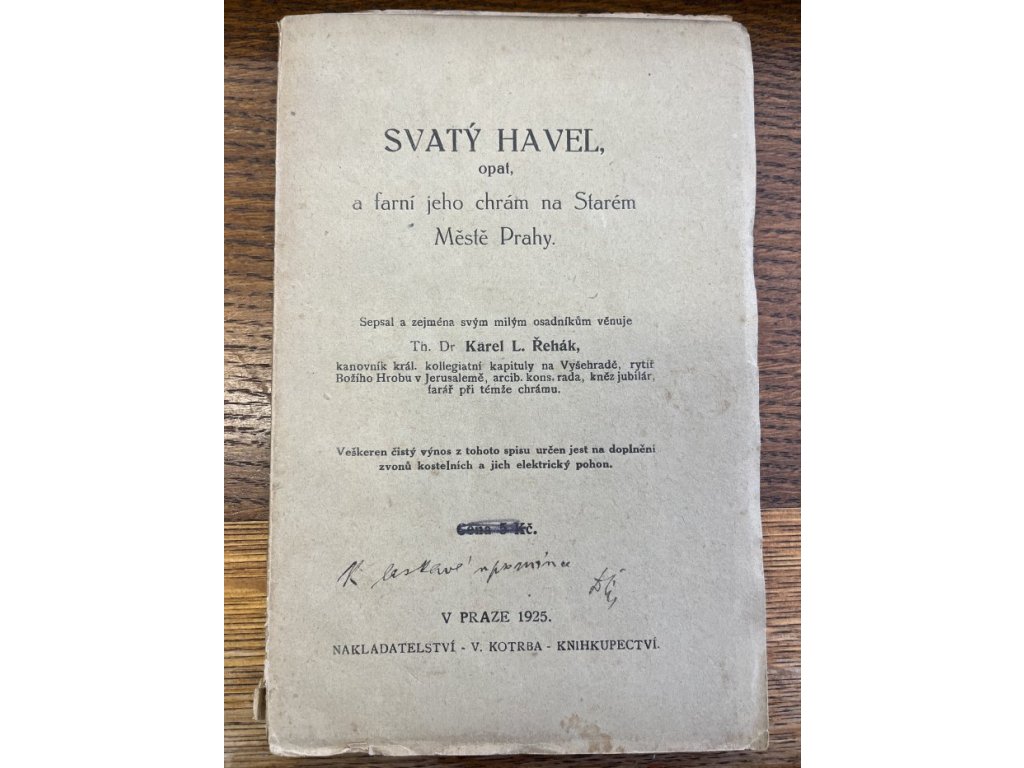 SVATÝ HAVEL,
opat,
a farní jeho chrám na Starém
Městě Prahy.
Sepsal a zejména svým milým osadníkům věnuje
Th. Dr Karel L. Řehák,
kanovník král. kollegiatní kapituly na Vyšehradě, rytíř
Božího Hrobu v Jerusalemě, arcib. kons. rada, kněz jubilár,
farář při témže chrámu.
Veškeren čistý výnos z tohoto spisu určen jest na doplnění
zvonů kostelních a jich elektrický pohon.
Cena 5 Kč.
K laskavé upomínce
V PRAZE 1925.
NAKLADATELSTVÍ - V. KOTRBA - KNIHKUPECTVÍ.